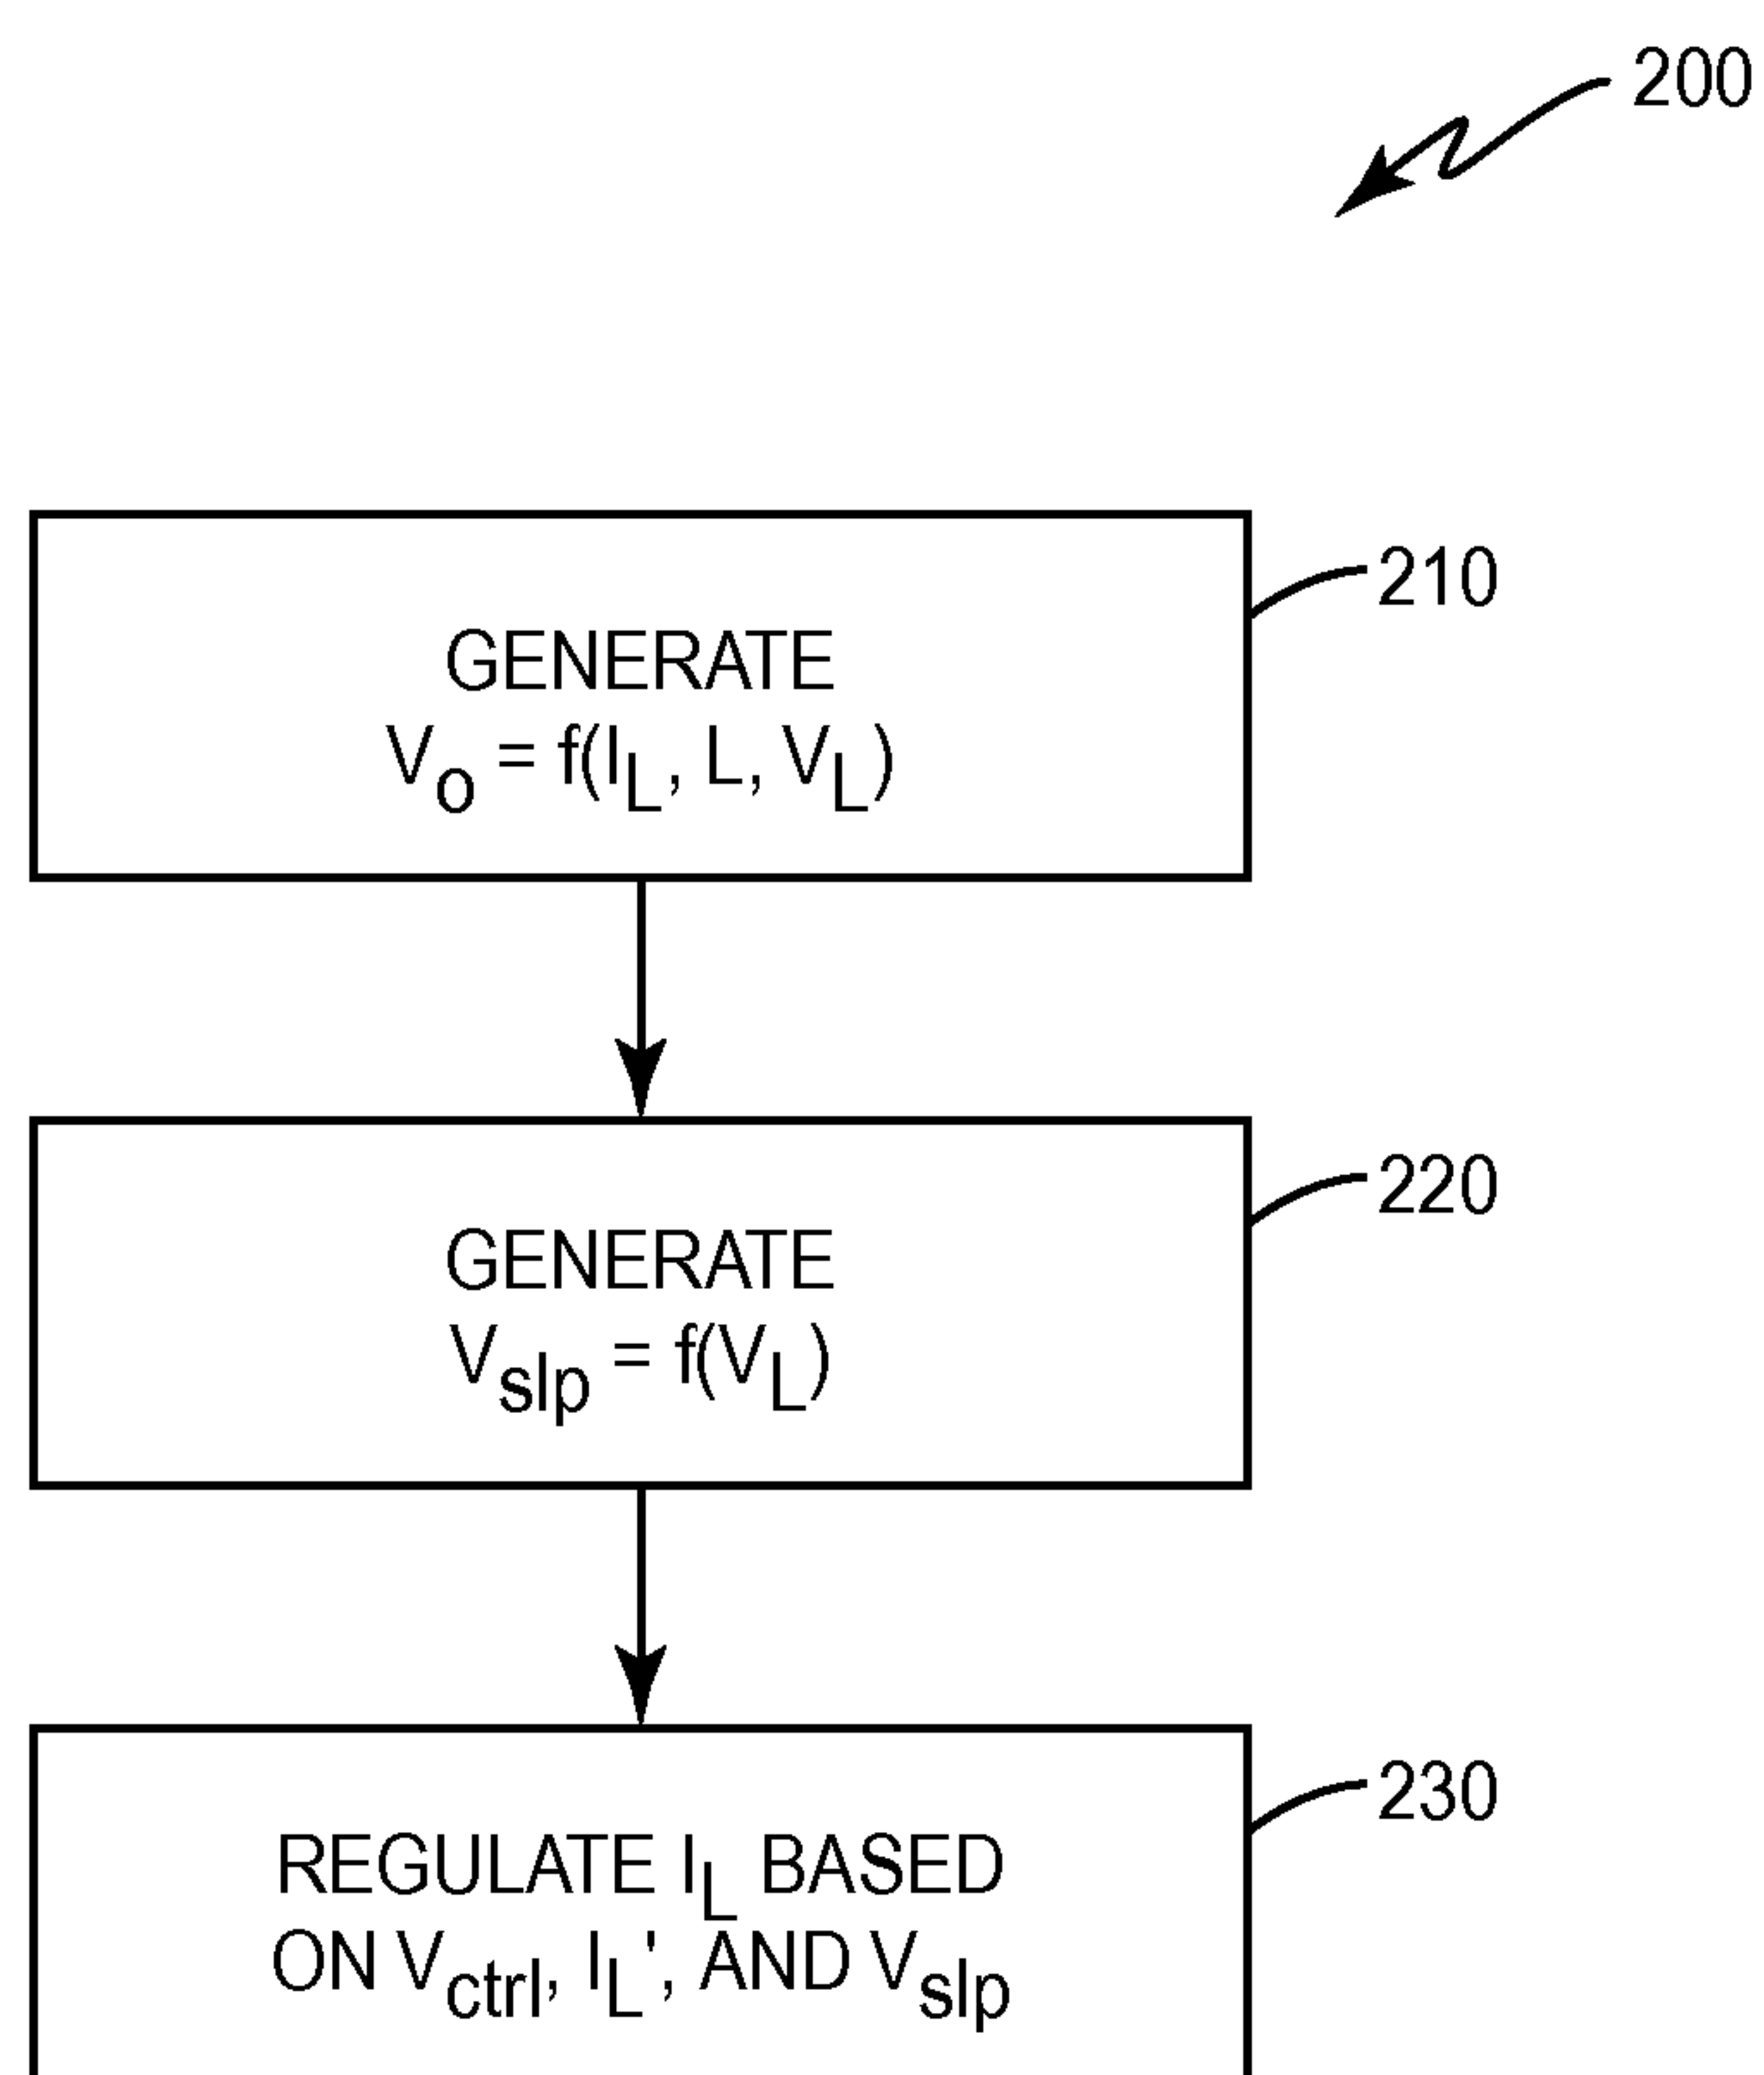 200
210
GENERATE
Vo = f(IL, L, VL)
220
GENERATE
Vslp = f(VL)
230
REGULATE IL BASED
ON Vctrl, IL', AND Vslp